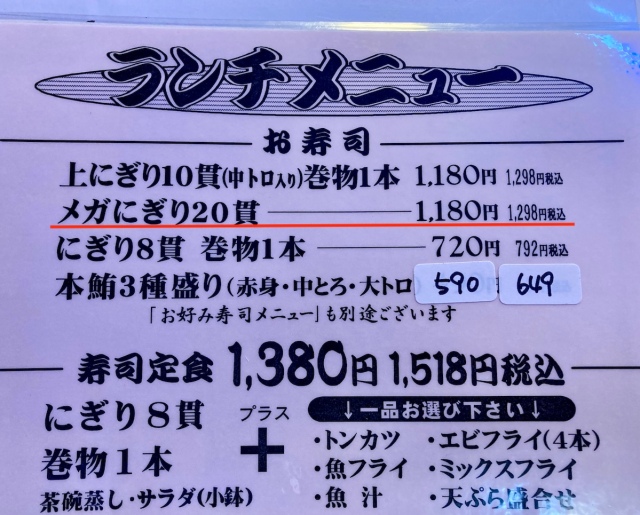 ランチメニュー
お寿司
上にぎり10貫(中トロ入り)巻物1本 1,180円 1,298円税込
メガにぎり20貫 1,180円 1,298円税込
にぎり8貫 巻物1本 720円 792円税込
本鮪3種盛り(赤身・中とろ・大トロ 590 円 649
「お好み寿司メニュー」も別途ございます
寿司定食 1,380円 1,518円税込
にぎり8貫
巻物1本
茶碗蒸し・サラダ(小鉢)
プラス
+
↓一品お選び下さい↓
・トンカツ ・エビフライ(4本)
・魚フライ ・ミックスフライ
・魚汁 ・天ぷら盛合せ